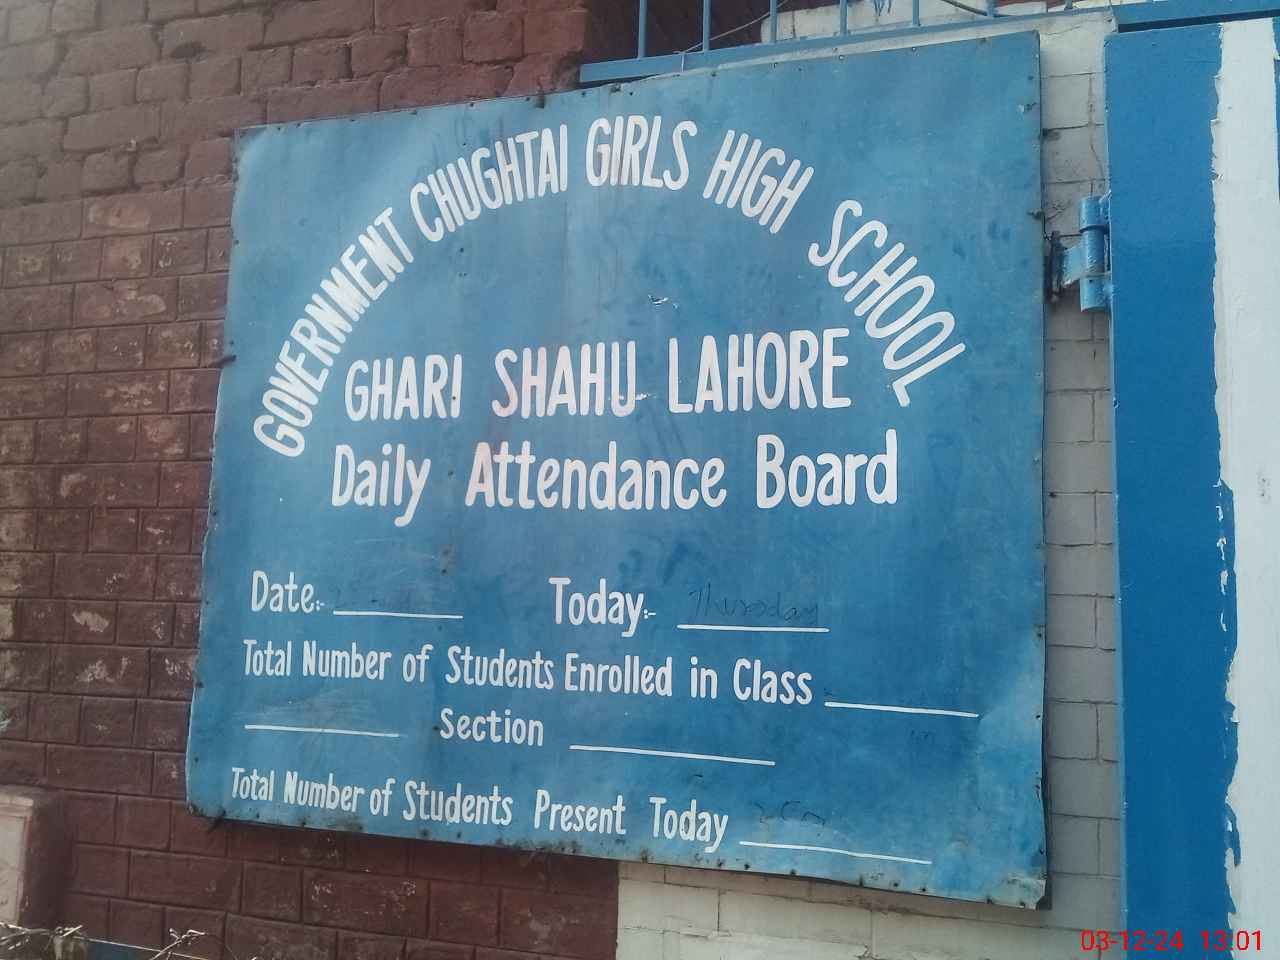 GOVERNMENT CHUGHTAI GIRLS HIGH SCHOOL
GHARI SHAHU LAHORE
Daily Attendance Board
Date:- Today:- Thursday
Total Number of Students Enrolled in Class
Section
Total Number of Students Present Today
03-12-24 13:01